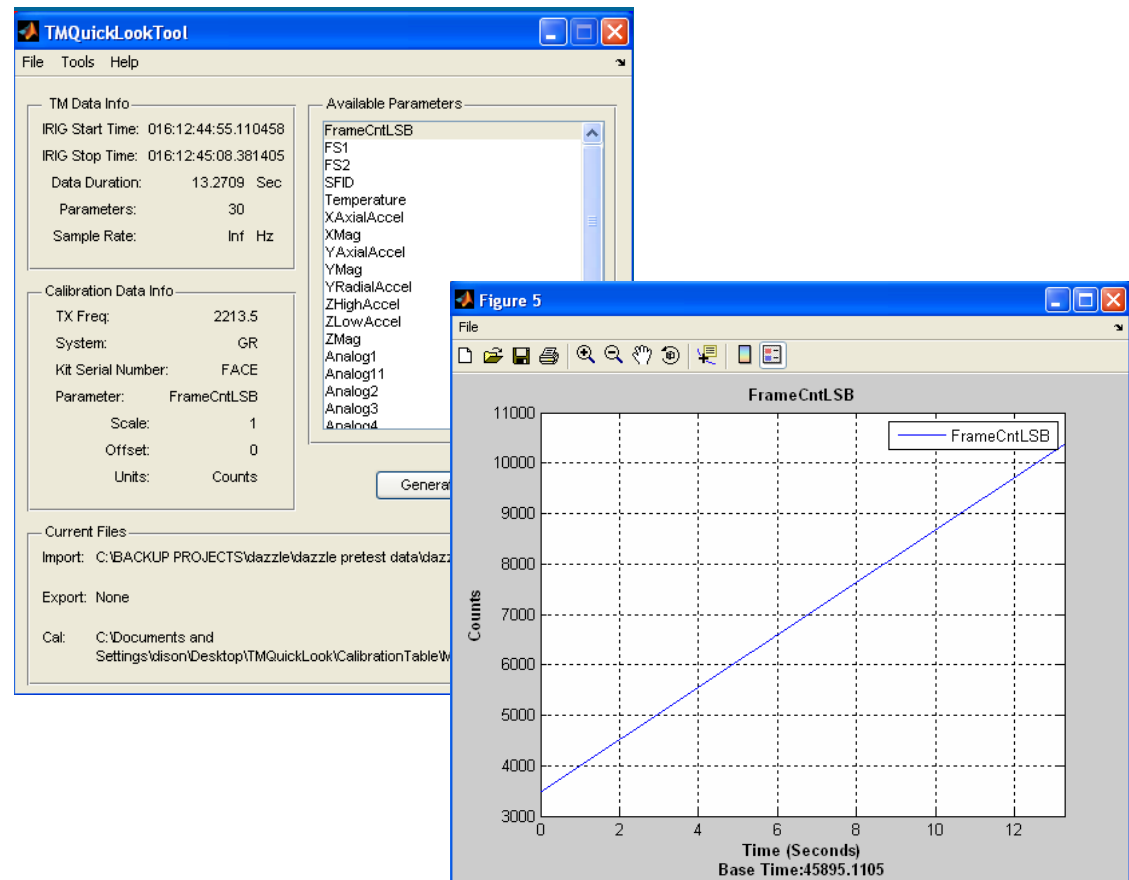 TMQuickLookTool
File Tools Help
TM Data Info
IRIG Start Time: 016:12:44:55.110458
IRIG Stop Time: 016:12:45:08.381405
Data Duration: 13.2709 Sec
Parameters: 30
Sample Rate: Inf Hz
Calibration Data Info
TX Freq: 2213.5
System: GR
Kit Serial Number: FACE
Parameter: FrameCntLSB
Scale: 1
Offset: 0
Units: Counts
Available Parameters
FrameCntLSB
FS1
FS2
SFID
Temperature
XAxialAccel
XMag
YAxialAccel
YMag
YRadialAccel
ZHighAccel
ZLowAccel
ZMag
Analog1
Analog11
Analog2
Analog3
Analog4
Genera
Current Files
Import: C:\BACKUP PROJECTS\dazzle\dazzle pretest data\dazz
Export: None
Cal: C:\Documents and
Settings\dison\Desktop\TMQuickLook\CalibrationTable\M
Figure 5
File
FrameCntLSB
FrameCntLSB
11000
10000
9000
8000
7000
6000
5000
4000
3000
Counts
0 2 4 6 8 10 12
Time (Seconds)
Base Time:45895.1105